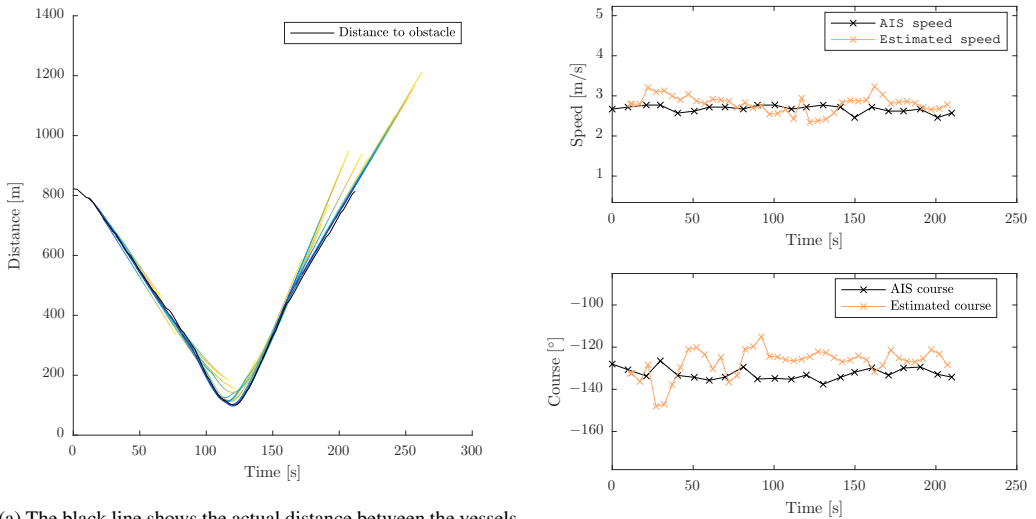 1400
1200
1000
800
600
400
200
0
Distance [m]
0 50 100 150 200 250 300
Time [s]
Distance to obstacle
5
4
3
2
1
Speed [m/s]
0 50 100 150 200 250
Time [s]
AIS speed
Estimated speed
−100
−120
−140
−160
Course [°]
0 50 100 150 200 250
Time [s]
AIS course
Estimated course
(a) The black line shows the actual distance between the vessels